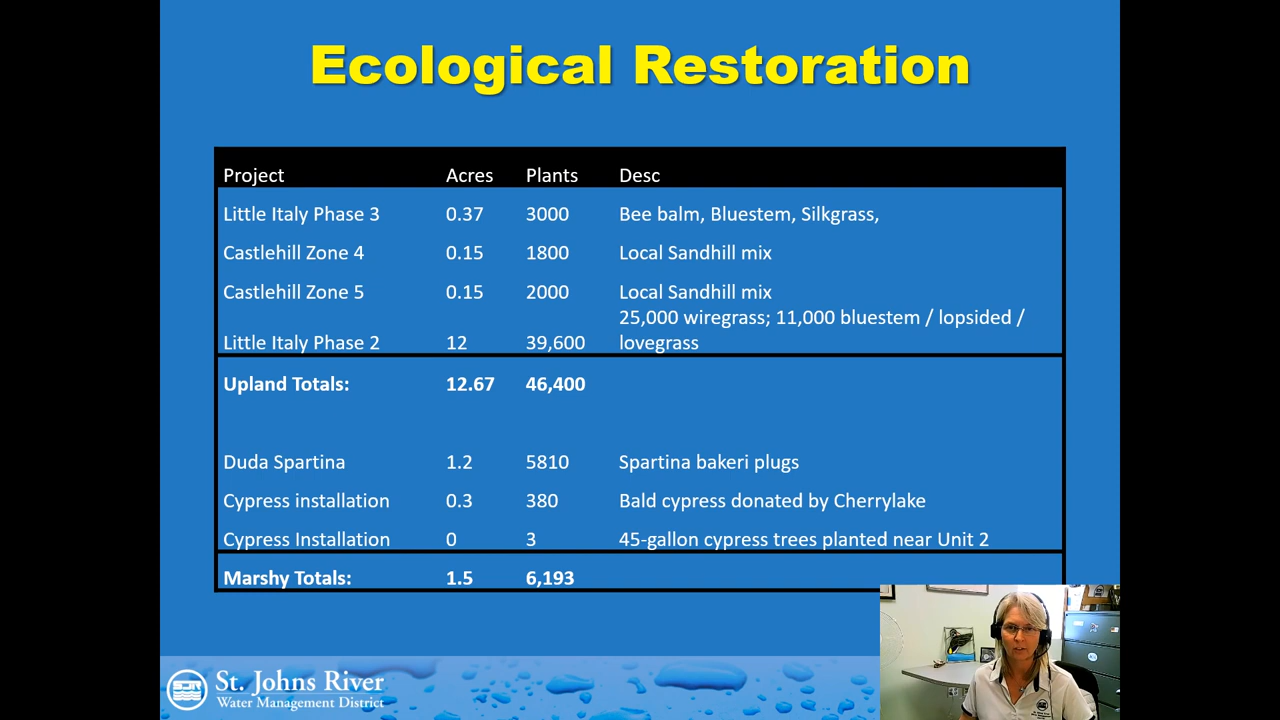 Ecological Restoration
Project Acres Plants Desc
Little Italy Phase 3 0.37 3000 Bee balm, Bluestem, Silkgrass,
Castlehill Zone 4 0.15 1800 Local Sandhill mix
Castlehill Zone 5 0.15 2000 Local Sandhill mix
25,000 wiregrass; 11,000 bluestem / lopsided /
Little Italy Phase 2 12 39,600 lovegrass
Upland Totals: 12.67 46,400
Duda Spartina 1.2 5810 Spartina bakeri plugs
Cypress installation 0.3 380 Bald cypress donated by Cherrylake
Cypress Installation 0 3 45-gallon cypress trees planted near Unit 2
Marshy Totals: 1.5 6,193
St. Johns River
Water Management District